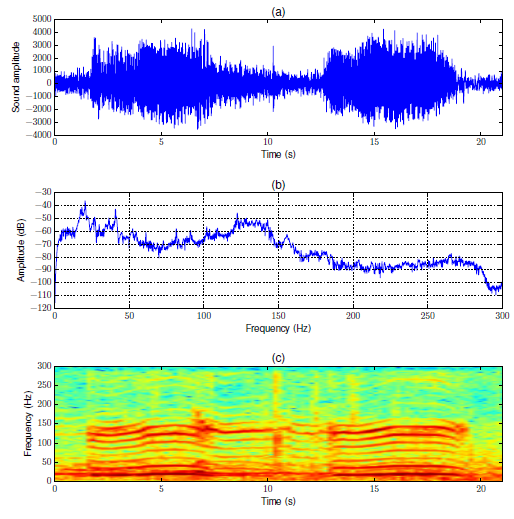 (a)
5000
4000
3000
2000
1000
0
−1000
−2000
−3000
−4000
Sound amplitude
0 5 10 15 20
Time (s)
(b)
−30
−40
−50
−60
−70
−80
−90
−100
−110
−120
Amplitude (dB)
0 50 100 150 200 250 300
Frequency (Hz)
(c)
300
250
200
150
100
50
0
Frequency (Hz)
0 5 10 15 20
Time (s)